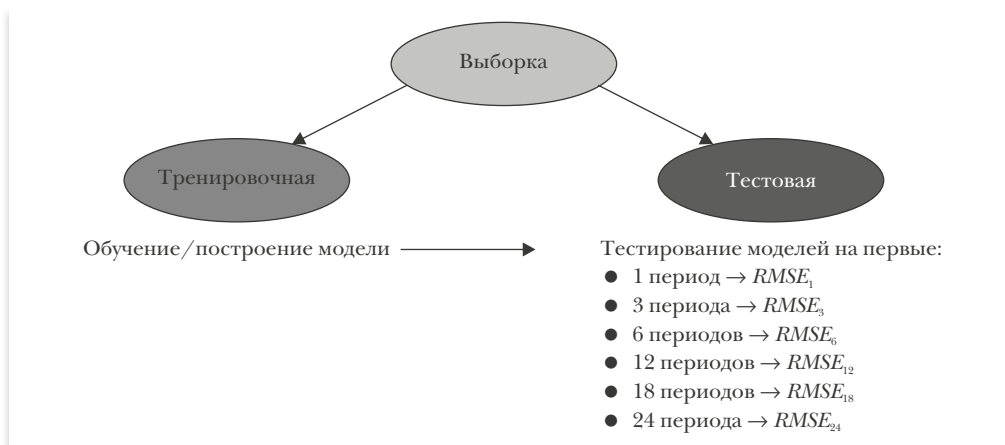 Выборка
Тренировочная
Тестовая
Обучение/построение модели
Тестирование моделей на первые:
● 1 период → RMSE₁
● 3 периода → RMSE₃
● 6 периодов → RMSE₆
● 12 периодов → RMSE₁₂
● 18 периодов → RMSE₁₈
● 24 периода → RMSE₂₄